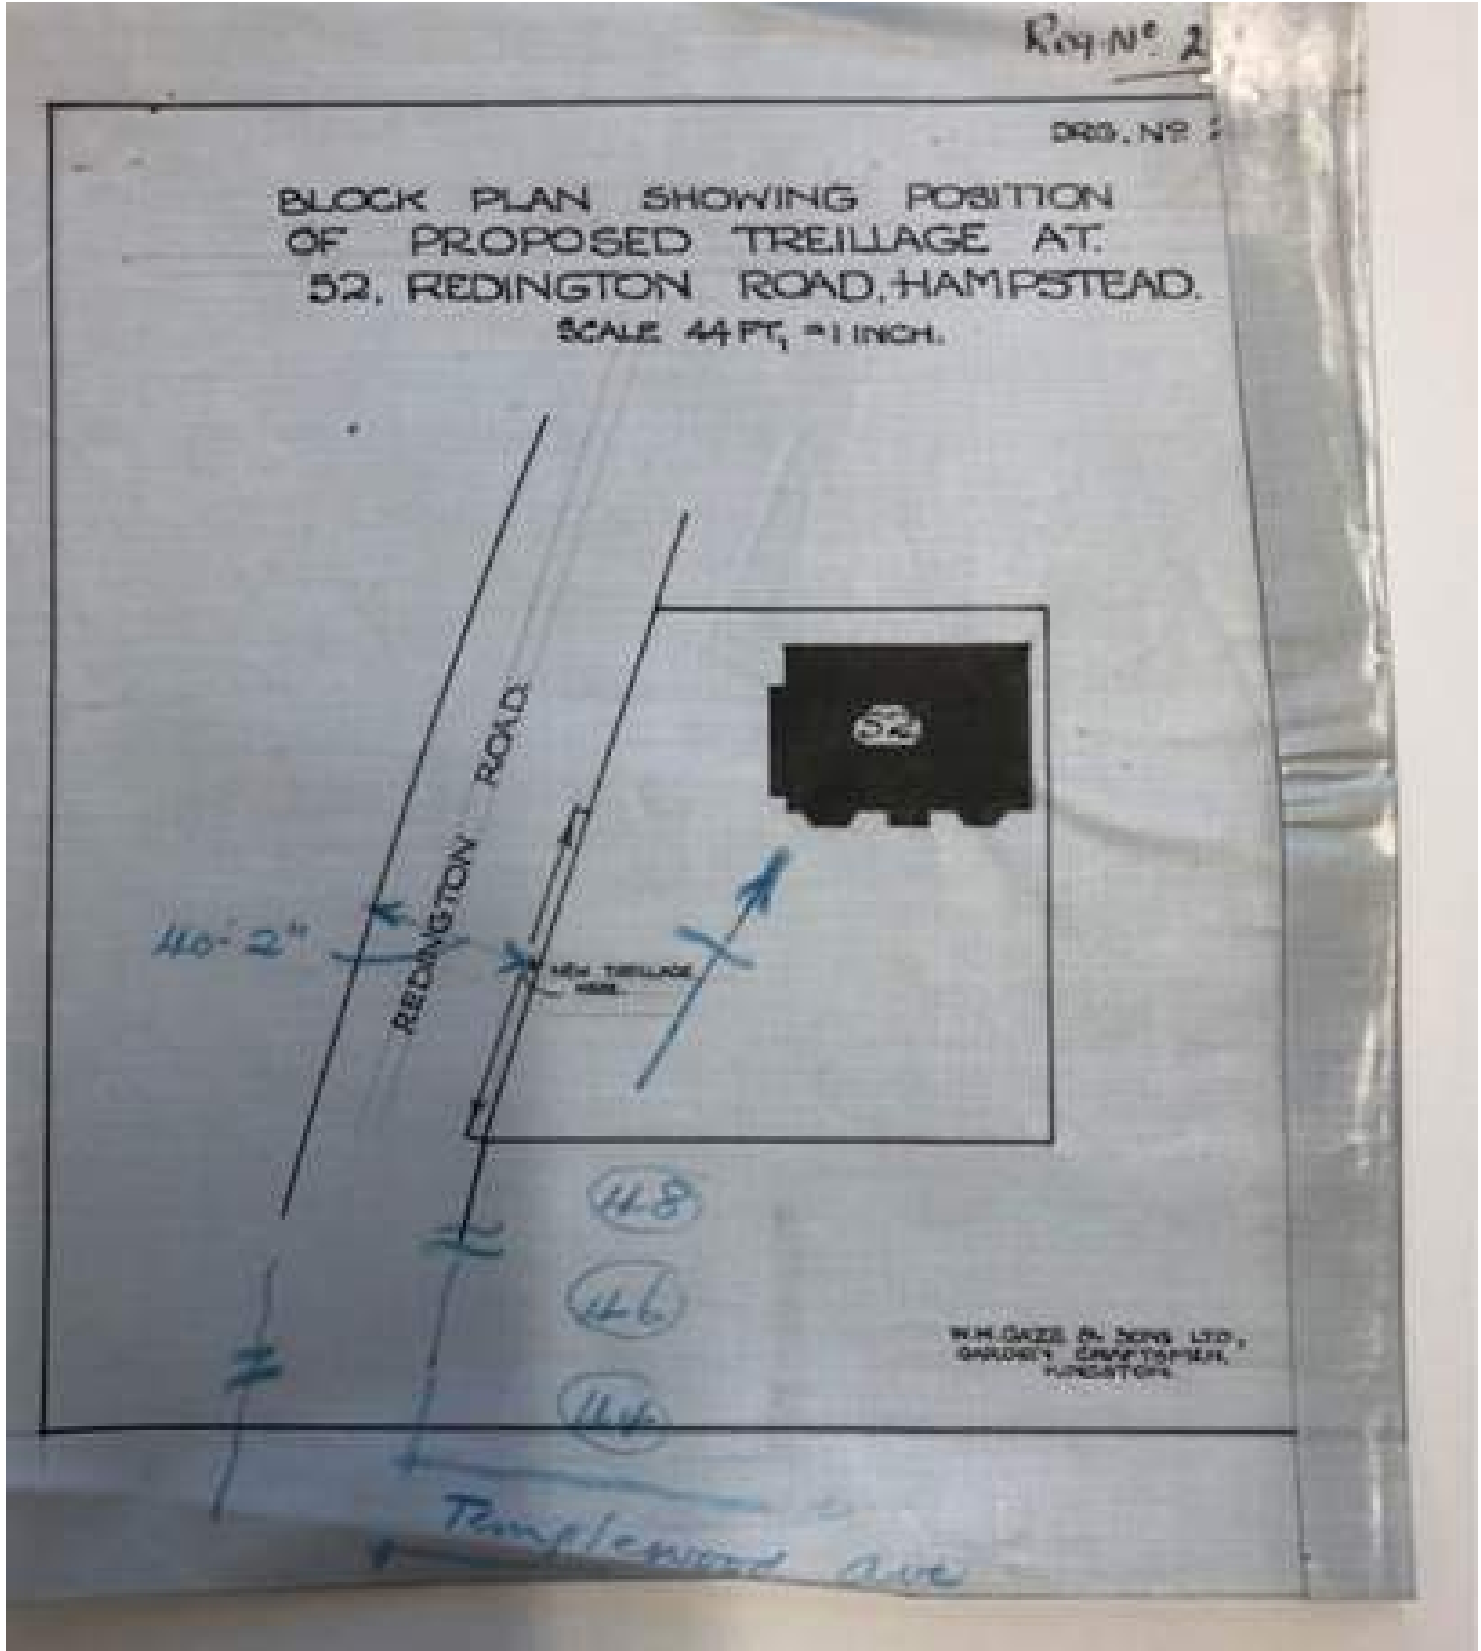 Reg. Nº 2
DRG. Nº 2
BLOCK PLAN SHOWING POSITION
OF PROPOSED TREILLAGE AT.
52, REDINGTON ROAD, HAMPSTEAD.
SCALE 44 FT, = 1 INCH.
REDINGTON ROAD.
52
40'-2"
NEW TREILLAGE
HERE.
48
46
44
W.H. GAZE & SONS LTD,
GARDEN CRAFTSMEN,
KINGSTON
Templewood Ave